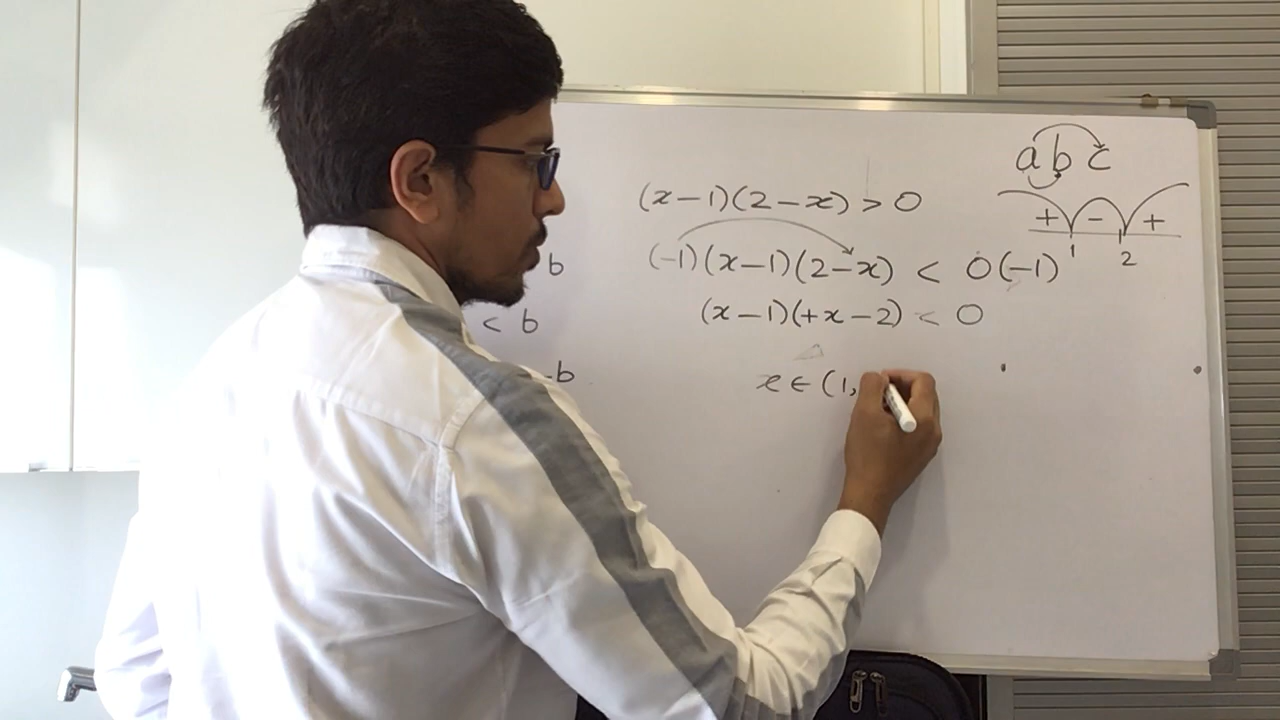 a b c
(x-1)(2-x) > 0
+ - +
1 2
b
(-1)(x-1)(2-x) < 0(-1)
< b
(x-1)(+x-2) < 0
-b
x ∈ (1,